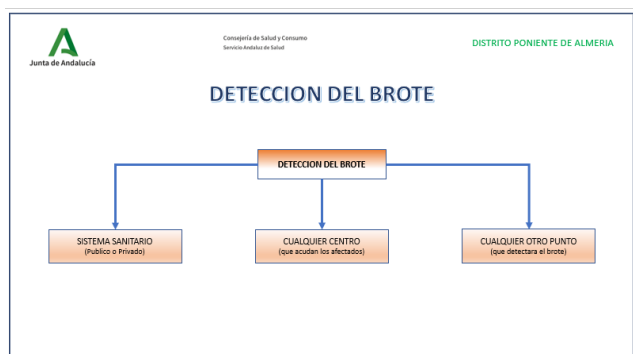 Junta de Andalucía
Consejería de Salud y Consumo
Servicio Andaluz de Salud
DISTRITO PONIENTE DE ALMERIA
DETECCION DEL BROTE
DETECCION DEL BROTE
SISTEMA SANITARIO
(Publico o Privado)
CUALQUIER CENTRO
(que acudan los afectados)
CUALQUIER OTRO PUNTO
(que detectara el brote)